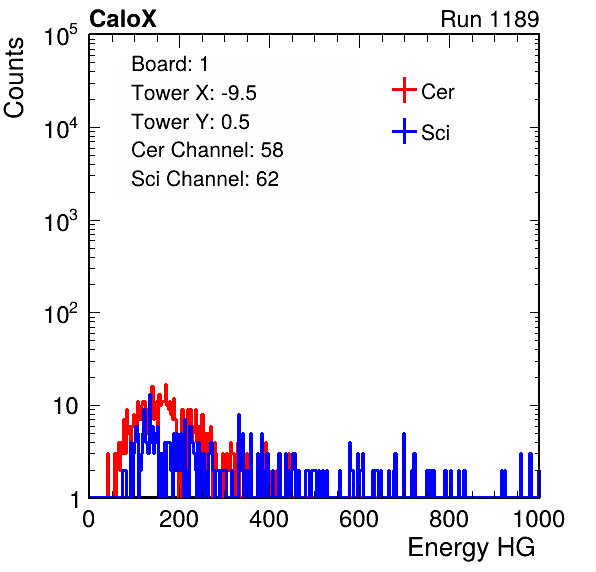 CaloX Run 1189
Counts
Board: 1
Tower X: -9.5
Tower Y: 0.5
Cer Channel: 58
Sci Channel: 62
Cer
Sci
10^5
10^4
10^3
10^2
10
1
0 200 400 600 800 1000
Energy HG